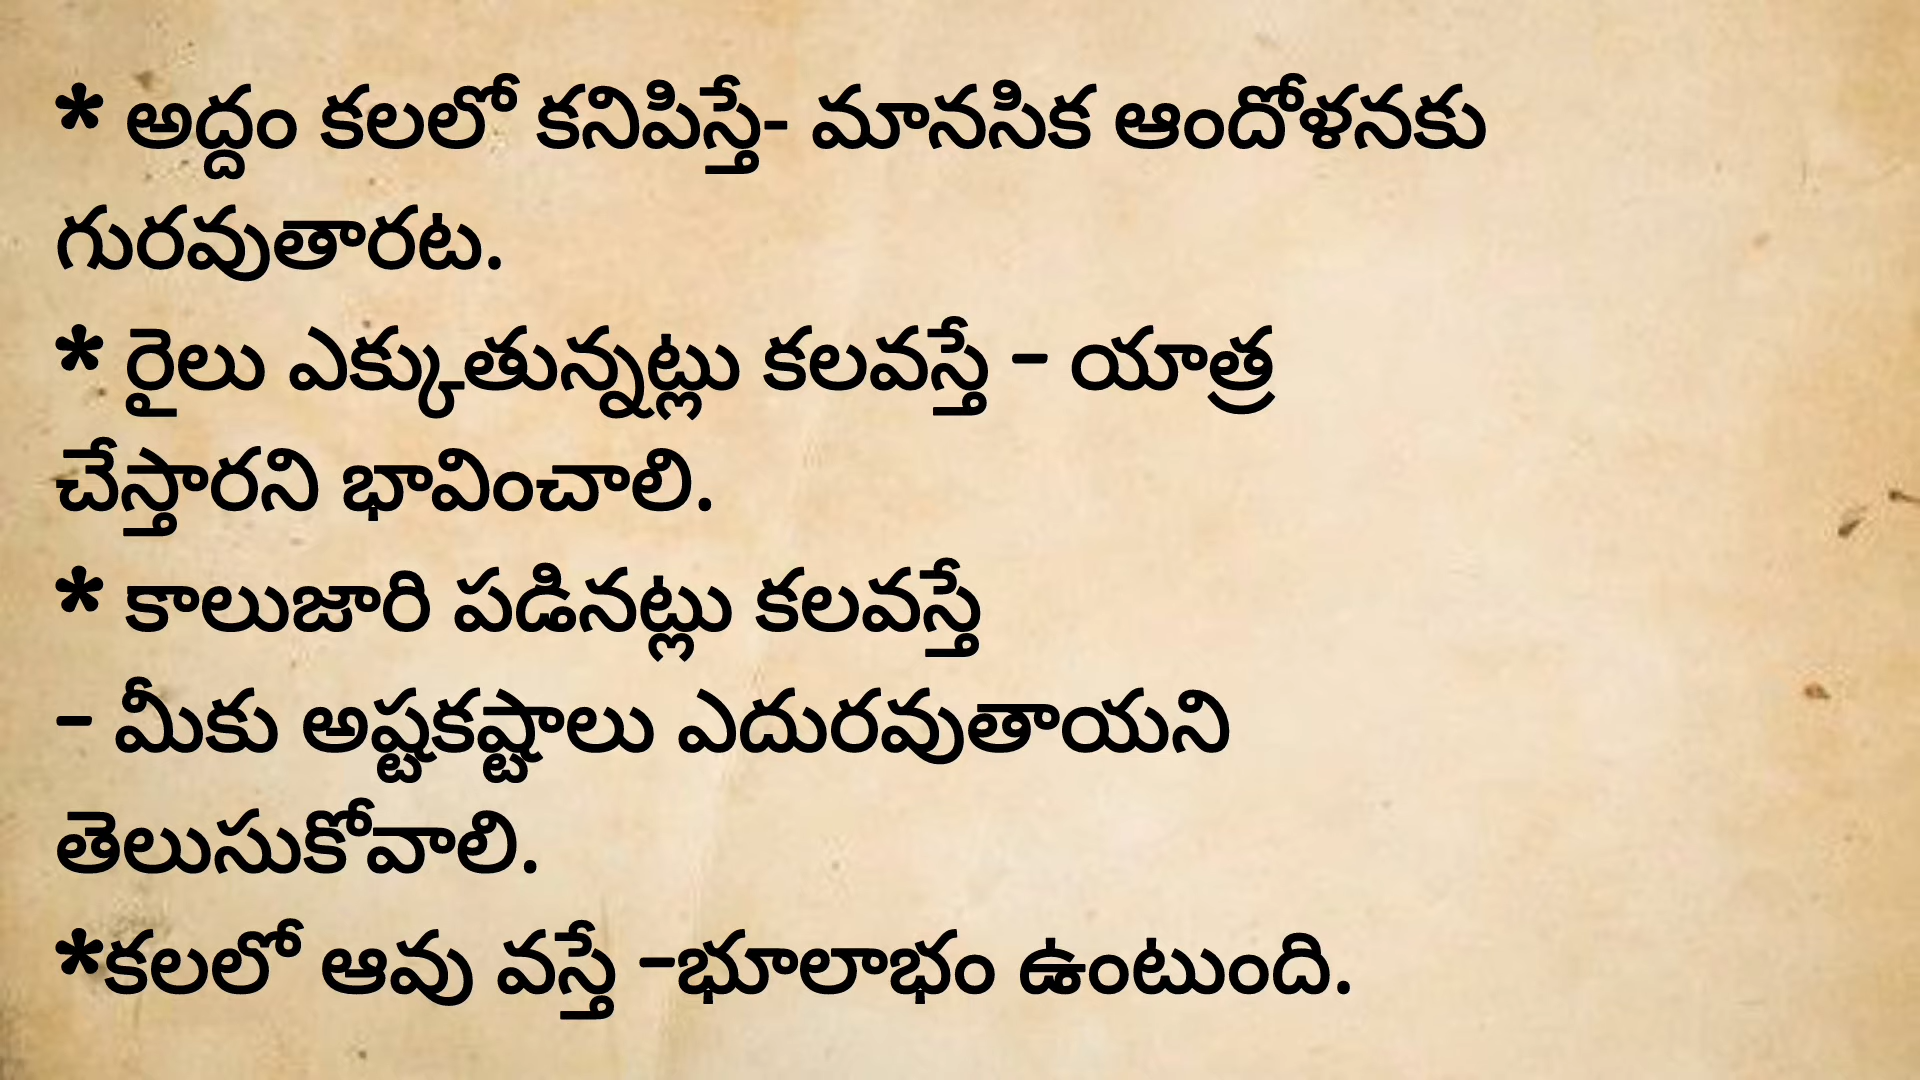 * అద్దం కలలో కనిపిస్తే- మానసిక ఆందోళనకు
గురవుతారట.
* రైలు ఎక్కుతున్నట్లు కలవస్తే – యాత్ర
చేస్తారని భావించాలి.
* కాలుజారి పడినట్లు కలవస్తే
– మీకు అష్టకష్టాలు ఎదురవుతాయని
తెలుసుకోవాలి.
*కలలో ఆవు వస్తే –భూలాభం ఉంటుంది.